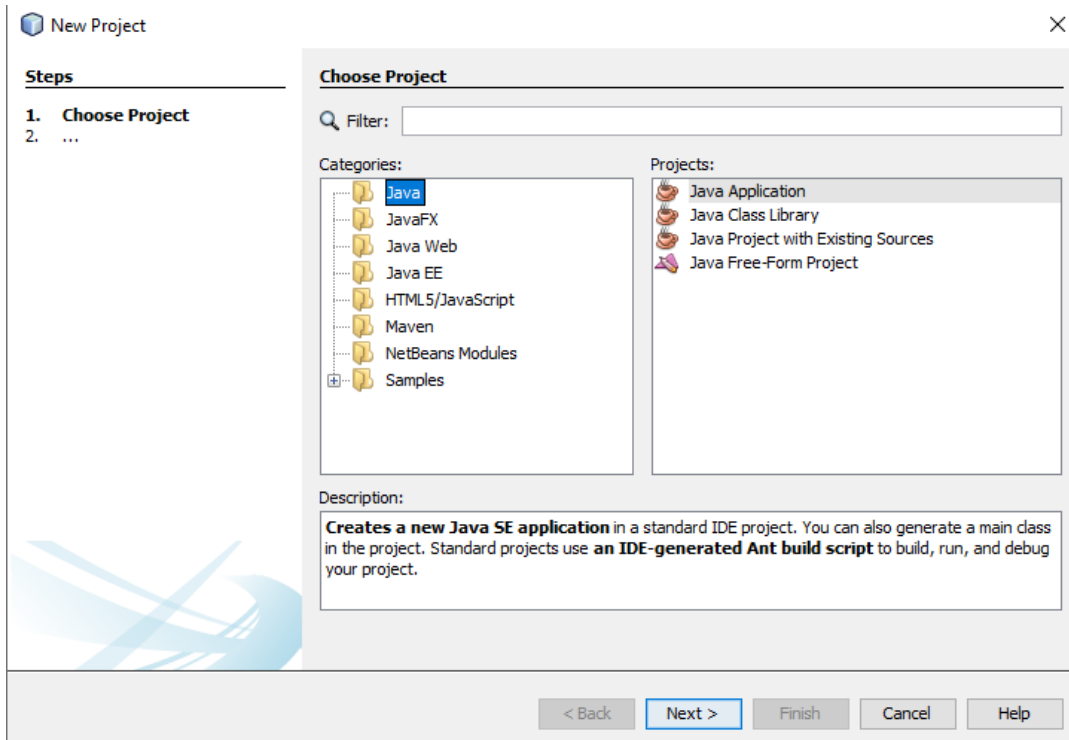 New Project
Steps
1. Choose Project
2. ...
Choose Project
Filter:
Categories:
Java
JavaFX
Java Web
Java EE
HTML5/JavaScript
Maven
NetBeans Modules
Samples
Projects:
Java Application
Java Class Library
Java Project with Existing Sources
Java Free-Form Project
Description:
Creates a new Java SE application in a standard IDE project. You can also generate a main class
in the project. Standard projects use an IDE-generated Ant build script to build, run, and debug
your project.
< Back
Next >
Finish
Cancel
Help